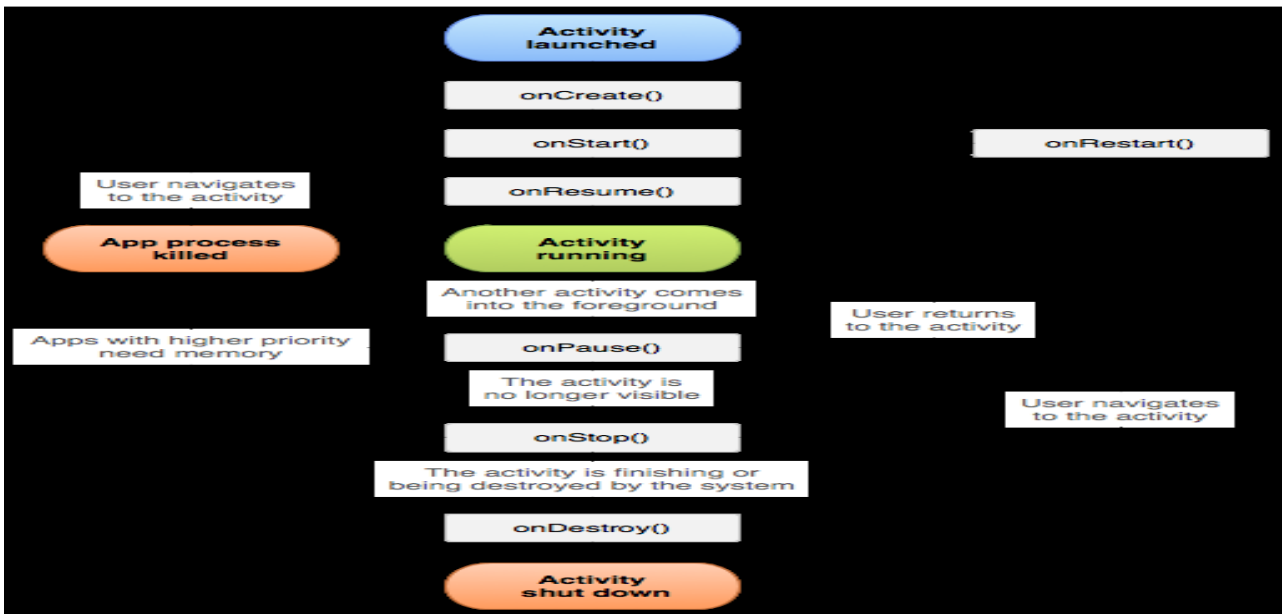 Activity
launched
onCreate()
onStart()
onRestart()
User navigates
to the activity
onResume()
App process
killed
Activity
running
Another activity comes
into the foreground
User returns
to the activity
Apps with higher priority
need memory
onPause()
The activity is
no longer visible
User navigates
to the activity
onStop()
The activity is finishing or
being destroyed by the system
onDestroy()
Activity
shut down